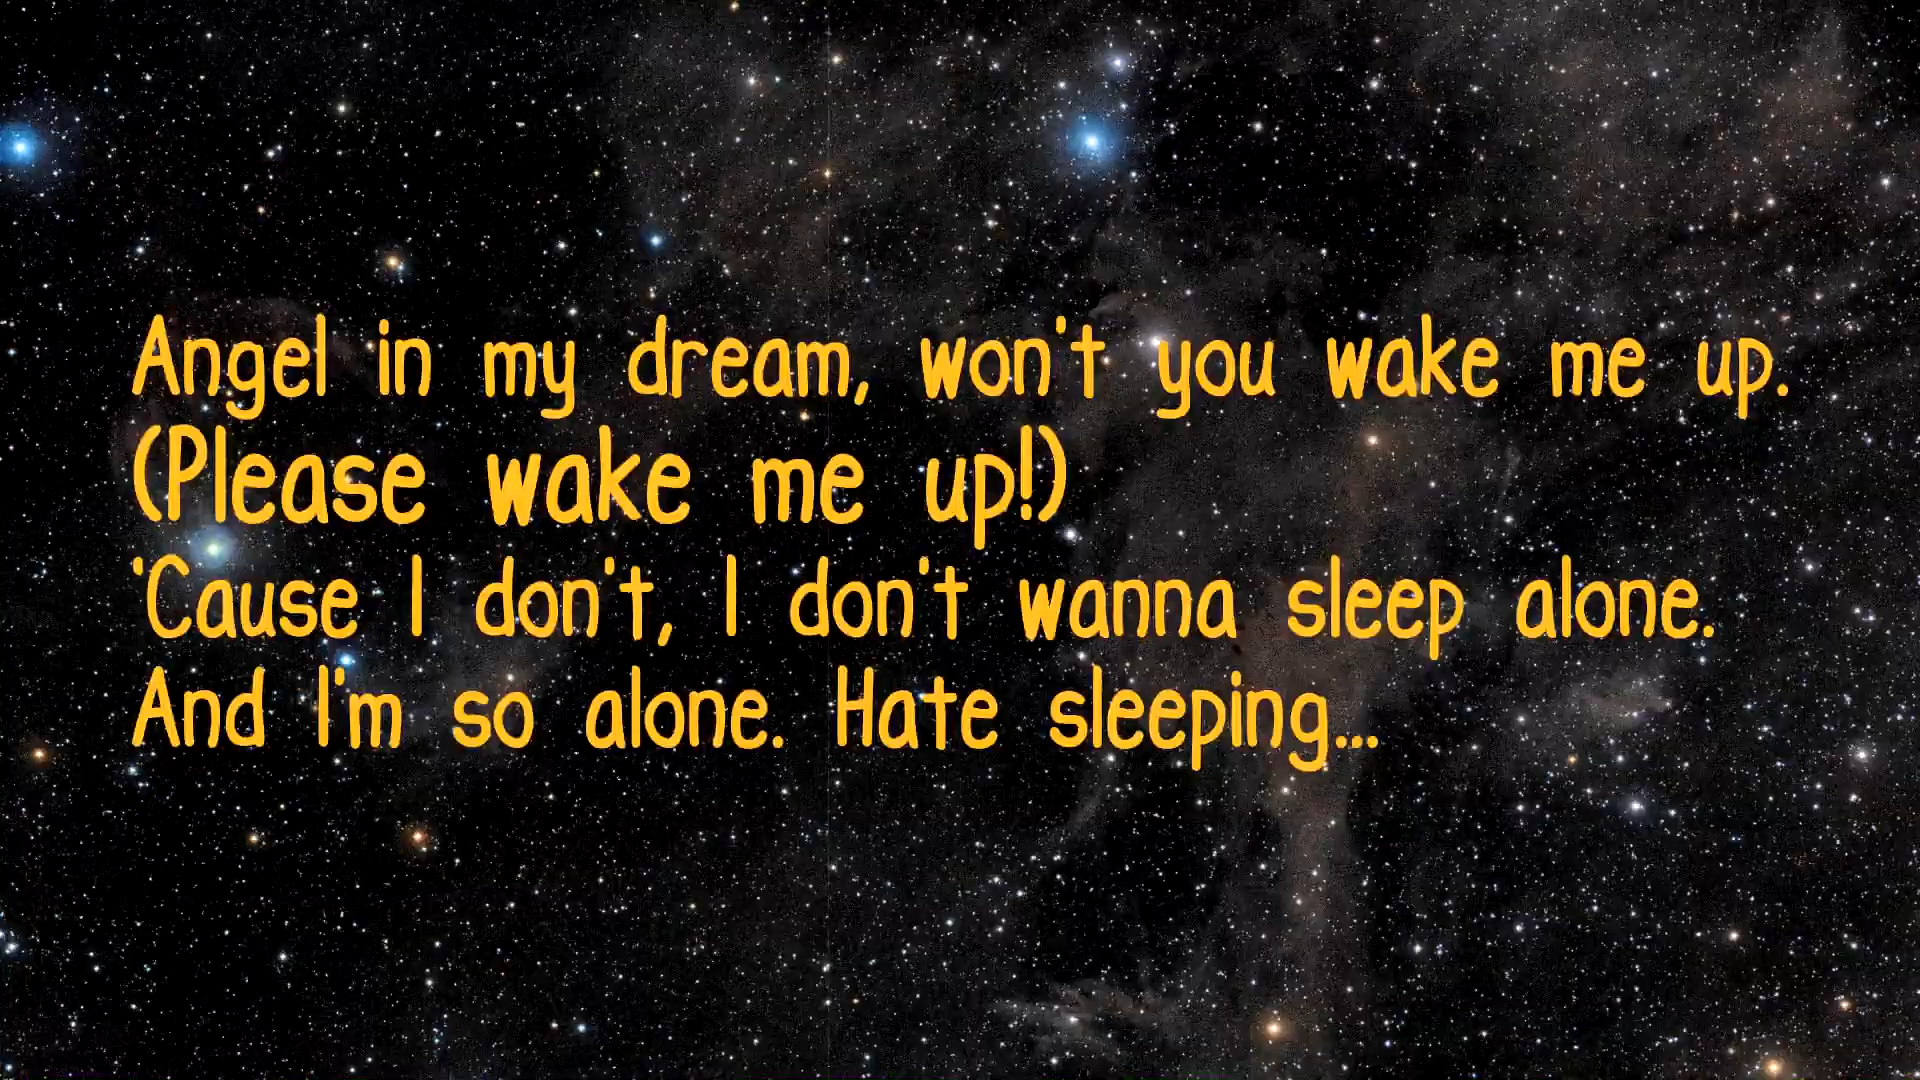 Angel in my dream, won't you wake me up.
(Please wake me up!)
'Cause I don't, I don't wanna sleep alone.
And I'm so alone. Hate sleeping...